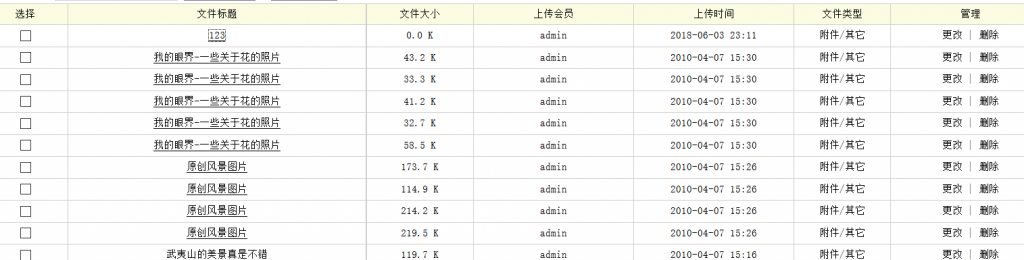 选择 文件标题 文件大小 上传会员 上传时间 文件类型 管理
123 0.0 K admin 2013-06-03 23:11 附件/其它 更改 | 删除
我的眼界-一些关于花的照片 43.2 K admin 2010-04-07 15:30 附件/其它 更改 | 删除
我的眼界-一些关于花的照片 33.3 K admin 2010-04-07 15:30 附件/其它 更改 | 删除
我的眼界-一些关于花的照片 41.2 K admin 2010-04-07 15:30 附件/其它 更改 | 删除
我的眼界-一些关于花的照片 32.7 K admin 2010-04-07 15:30 附件/其它 更改 | 删除
我的眼界-一些关于花的照片 58.5 K admin 2010-04-07 15:30 附件/其它 更改 | 删除
原创风景图片 173.7 K admin 2010-04-07 15:26 附件/其它 更改 | 删除
原创风景图片 114.9 K admin 2010-04-07 15:26 附件/其它 更改 | 删除
原创风景图片 214.2 K admin 2010-04-07 15:26 附件/其它 更改 | 删除
原创风景图片 219.5 K admin 2010-04-07 15:26 附件/其它 更改 | 删除
武夷山的美景真是不错 119.7 K admin 2010-04-07 15:16 附件/其它 更改 | 删除